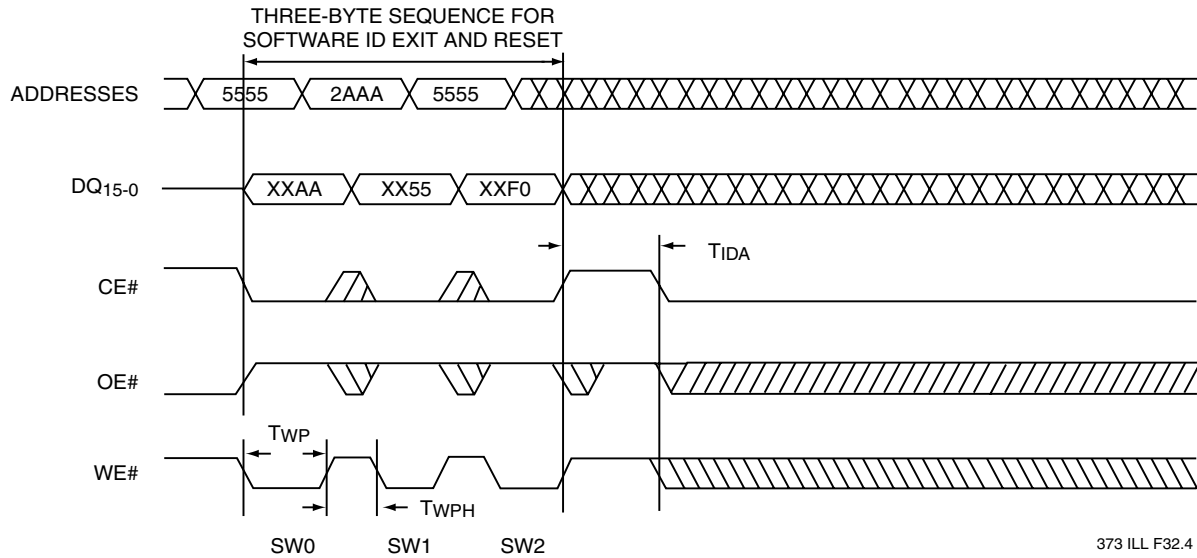 THREE-BYTE SEQUENCE FOR
SOFTWARE ID EXIT AND RESET
ADDRESSES 5555 2AAA 5555
DQ15-0 XXAA XX55 XXF0
TIDA
CE#
OE#
TWP
WE#
TWPH
SW0 SW1 SW2
373 ILL F32.4